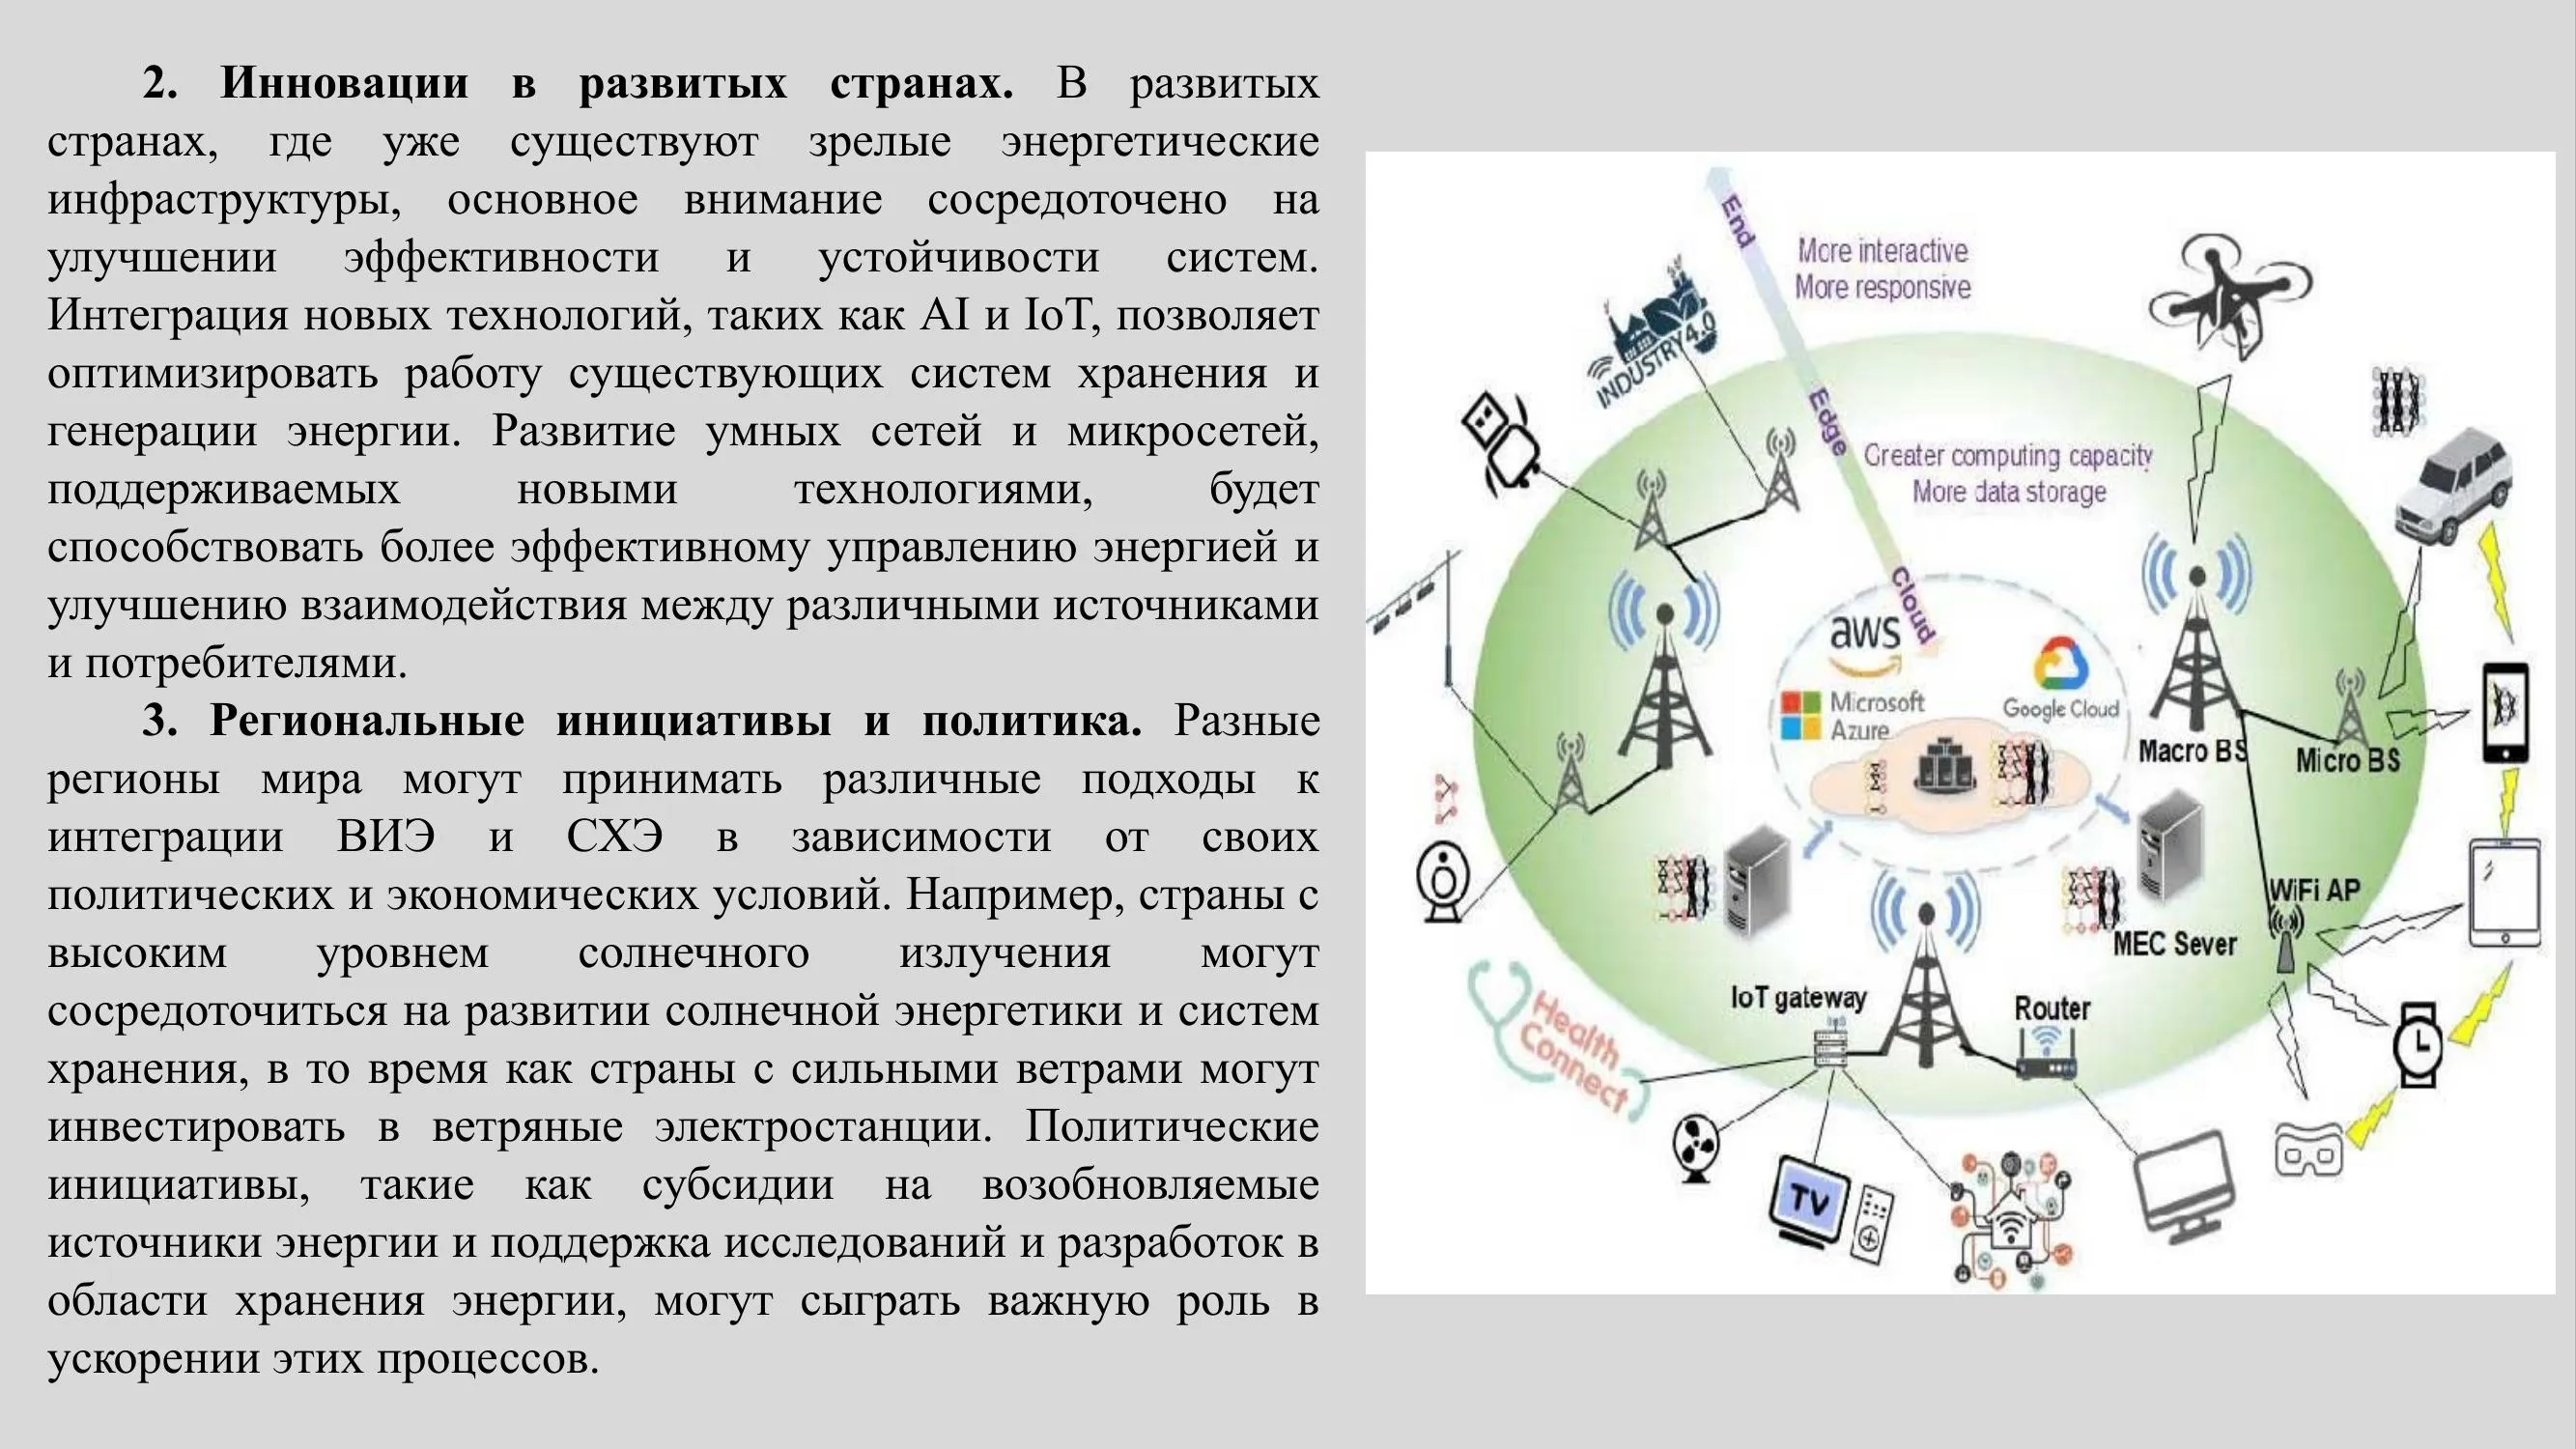 2. Инновации в развитых странах. В развитых
странах, где уже существуют зрелые энергетические
инфраструктуры, основное внимание сосредоточено на
улучшении эффективности и устойчивости систем.
Интеграция новых технологий, таких как AI и IoT, позволяет
оптимизировать работу существующих систем хранения и
генерации энергии. Развитие умных сетей и микросетей,
поддерживаемых новыми технологиями, будет
способствовать более эффективному управлению энергией и
улучшению взаимодействия между различными источниками
и потребителями.
3. Региональные инициативы и политика. Разные
регионы мира могут принимать различные подходы к
интеграции ВИЭ и СХЭ в зависимости от своих
политических и экономических условий. Например, страны с
высоким уровнем солнечного излучения могут
сосредоточиться на развитии солнечной энергетики и систем
хранения, в то время как страны с сильными ветрами могут
инвестировать в ветряные электростанции. Политические
инициативы, такие как субсидии на возобновляемые
источники энергии и поддержка исследований и разработок в
области хранения энергии, могут сыграть важную роль в
ускорении этих процессов.
End
More interactive
More responsive
INDUSTRY 4.0
Edge
Greater computing capacity
More data storage
Cloud
aws
Microsoft
Azure
Google Cloud
Macro BS
Micro BS
WiFi AP
MEC Sever
IoT gateway
Router
Health
Connect
TV